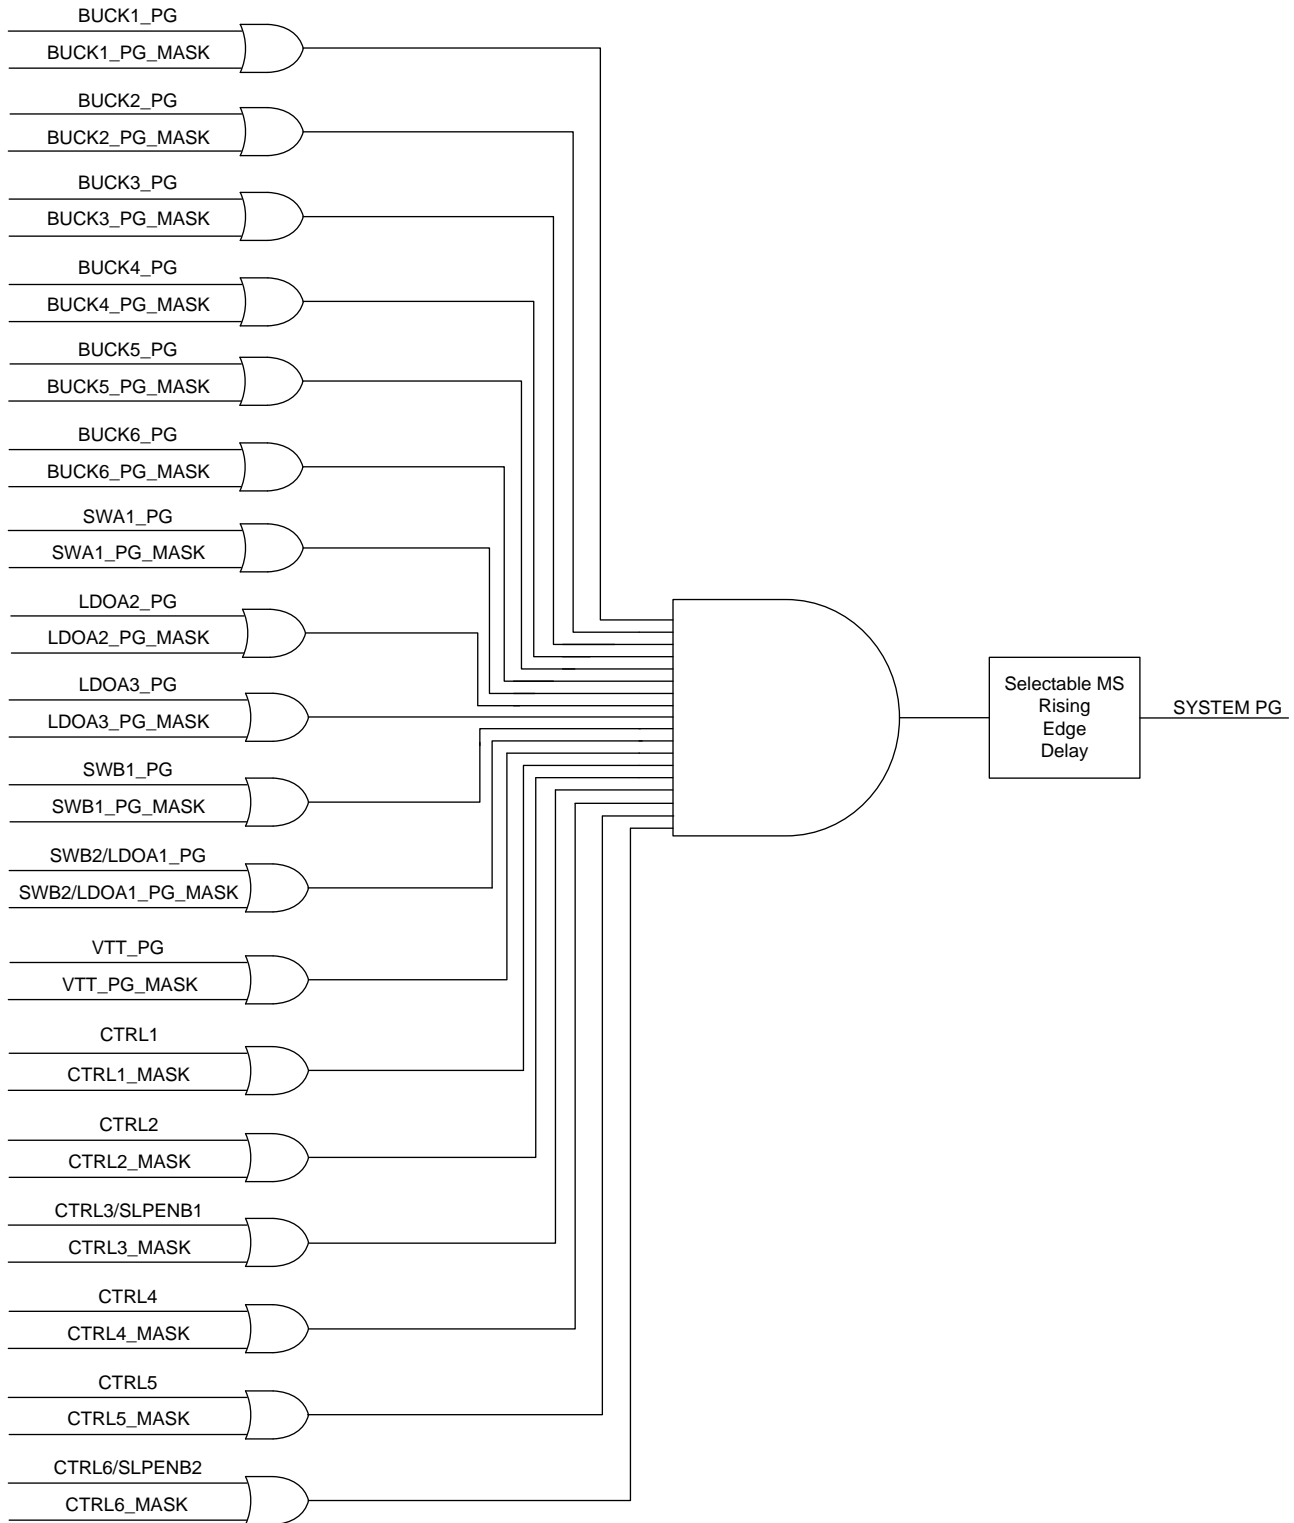 BUCK1_PG
BUCK1_PG_MASK
BUCK2_PG
BUCK2_PG_MASK
BUCK3_PG
BUCK3_PG_MASK
BUCK4_PG
BUCK4_PG_MASK
BUCK5_PG
BUCK5_PG_MASK
BUCK6_PG
BUCK6_PG_MASK
SWA1_PG
SWA1_PG_MASK
LDOA2_PG
LDOA2_PG_MASK
LDOA3_PG
LDOA3_PG_MASK
SWB1_PG
SWB1_PG_MASK
SWB2/LDOA1_PG
SWB2/LDOA1_PG_MASK
VTT_PG
VTT_PG_MASK
CTRL1
CTRL1_MASK
CTRL2
CTRL2_MASK
CTRL3/SLPENB1
CTRL3_MASK
CTRL4
CTRL4_MASK
CTRL5
CTRL5_MASK
CTRL6/SLPENB2
CTRL6_MASK
Selectable MS
Rising
Edge
Delay
SYSTEM PG